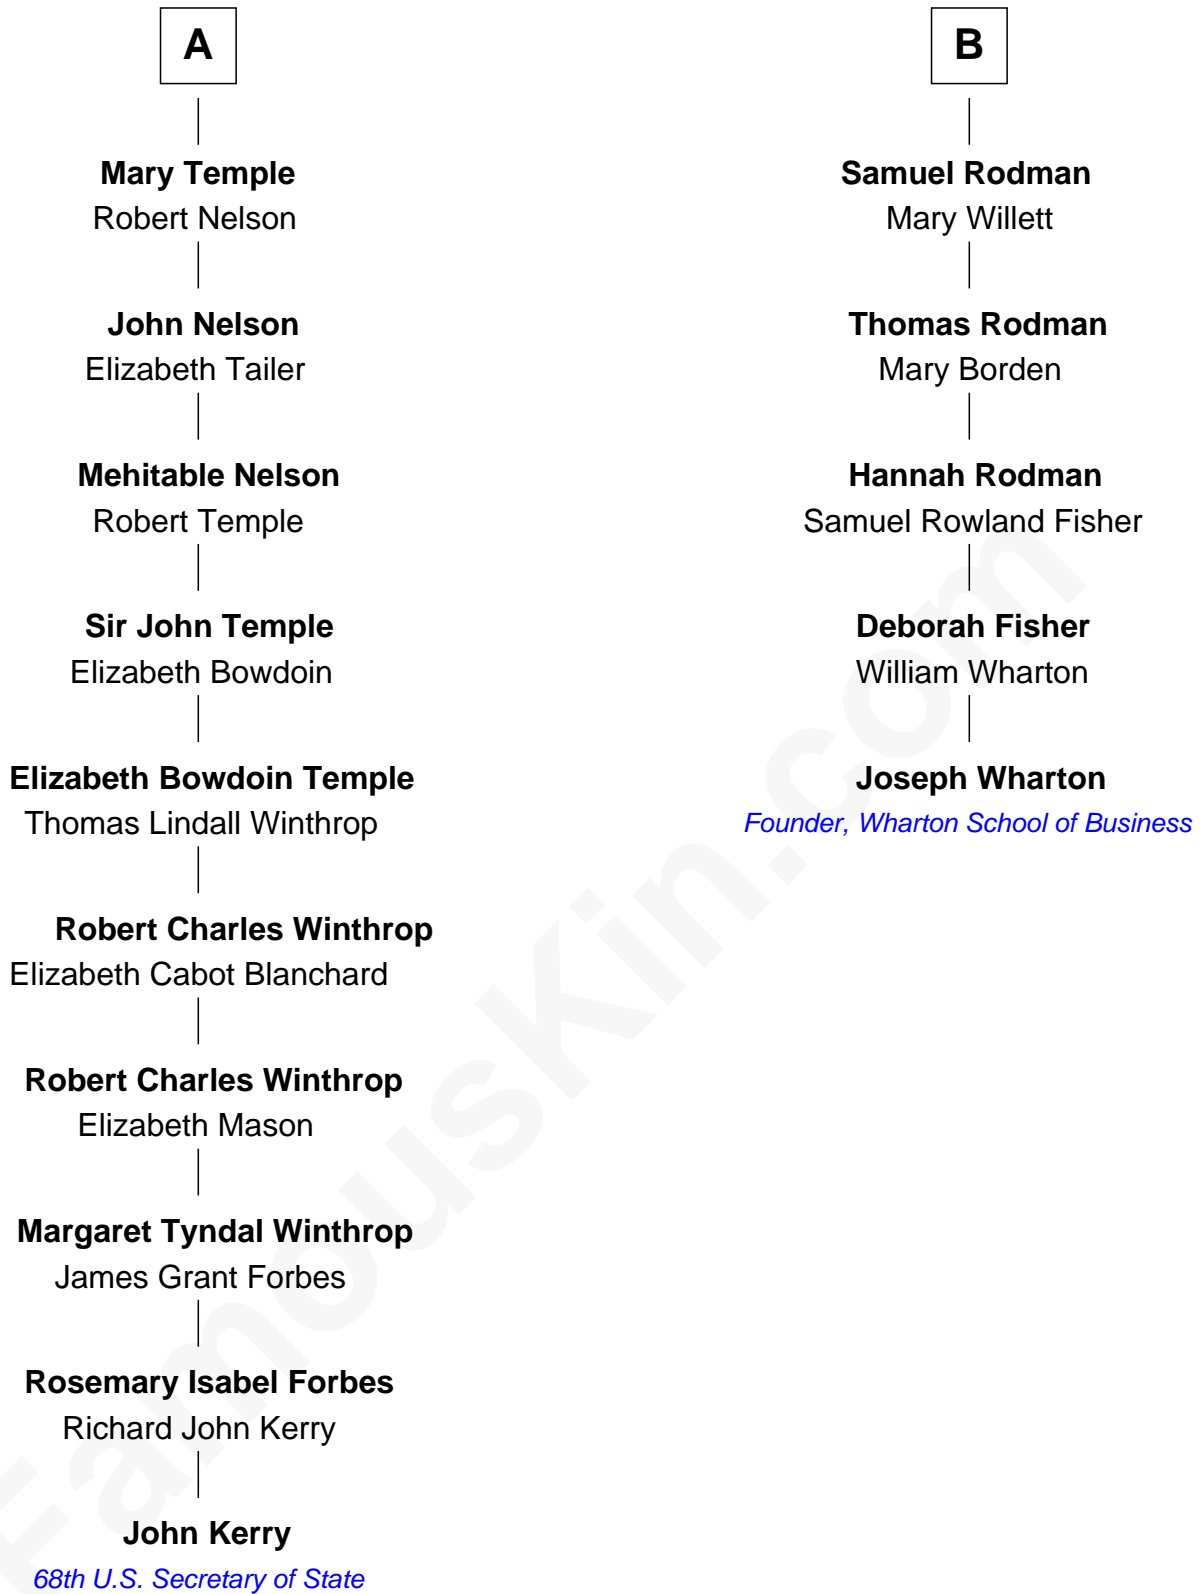 A
Mary Temple
Robert Nelson
John Nelson
Elizabeth Tailer
Mehitable Nelson
Robert Temple
Sir John Temple
Elizabeth Bowdoin
Elizabeth Bowdoin Temple
Thomas Lindall Winthrop
Robert Charles Winthrop
Elizabeth Cabot Blanchard
Robert Charles Winthrop
Elizabeth Mason
Margaret Tyndal Winthrop
James Grant Forbes
Rosemary Isabel Forbes
Richard John Kerry
John Kerry
68th U.S. Secretary of State
B
Samuel Rodman
Mary Willett
Thomas Rodman
Mary Borden
Hannah Rodman
Samuel Rowland Fisher
Deborah Fisher
William Wharton
Joseph Wharton
Founder, Wharton School of Business
FamousKin.com